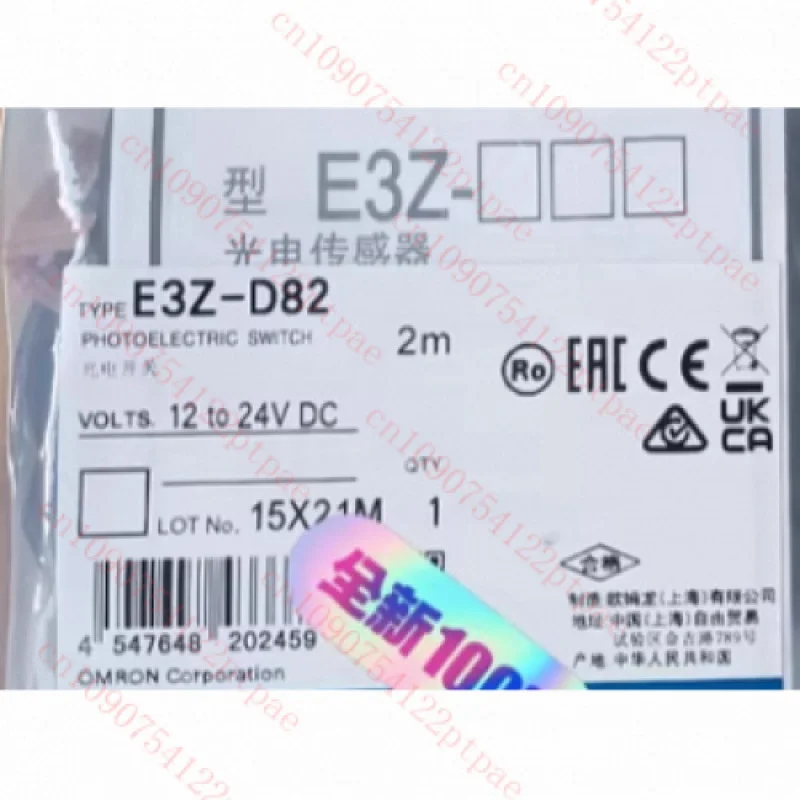 型 E3Z-□□□
光电传感器
TYPE E3Z-D82
PHOTOELECTRIC SWITCH
2m
光电开关
VOLTS. 12 to 24V DC
Ro EAC CE
UK
CA
QTY
LOT No. 15X21M 1
合格
制造: 欧姆龙(上海)有限公司
地址: 中国(上海)自由贸易
试验区金吉路789号
产地: 中华人民共和国
4 547648 202459
OMRON Corporation
全新100%
cn1090754122ptpae